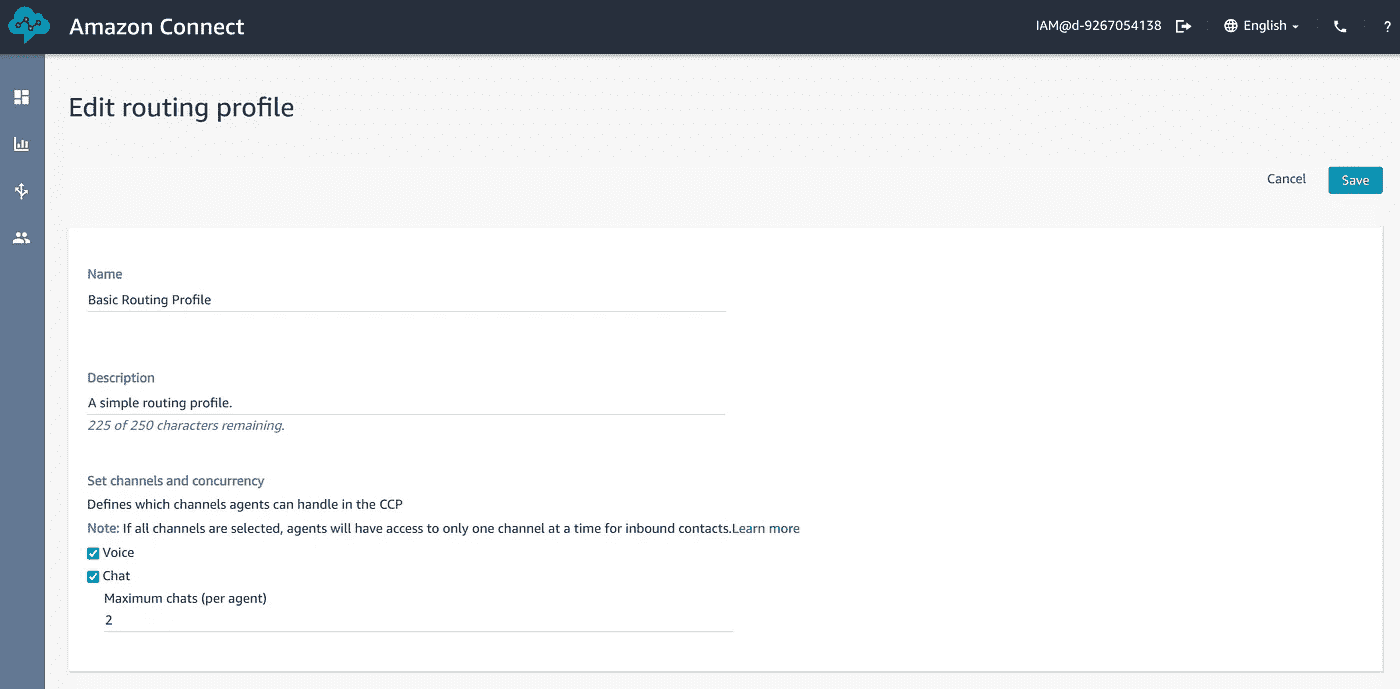 Amazon Connect
IAM@d-9267054138
English
?
Edit routing profile
Cancel
Save
Name
Basic Routing Profile
Description
A simple routing profile.
225 of 250 characters remaining.
Set channels and concurrency
Defines which channels agents can handle in the CCP
Note: If all channels are selected, agents will have access to only one channel at a time for inbound contacts.Learn more
Voice
Chat
Maximum chats (per agent)
2